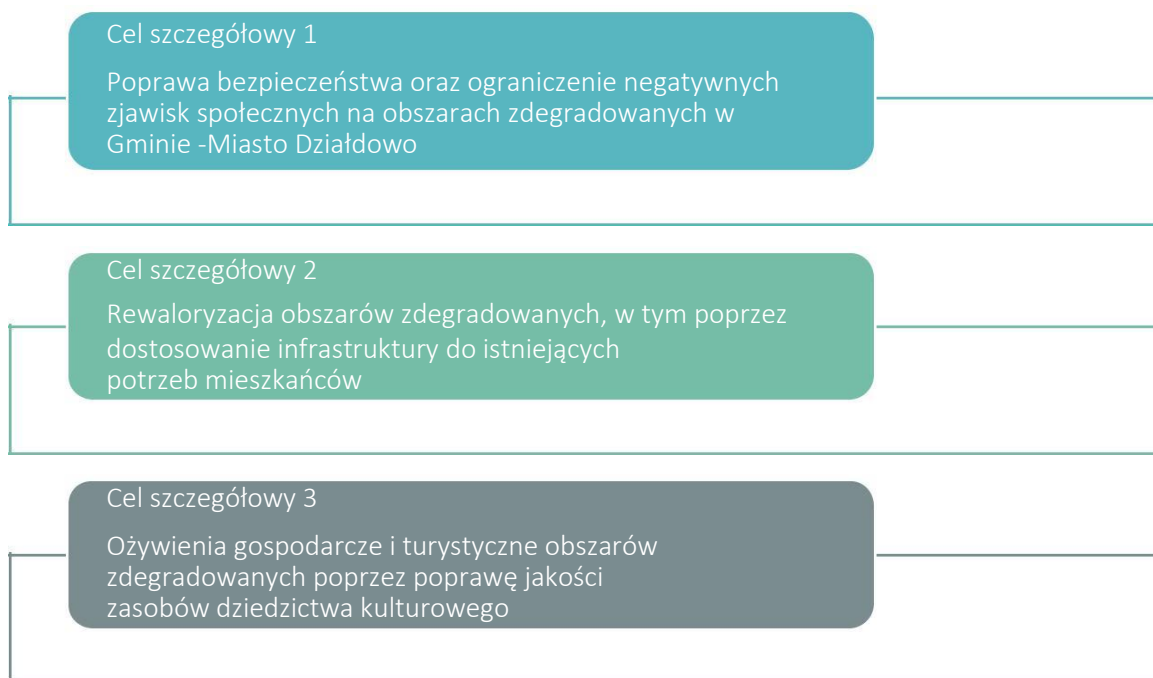 Cel szczegółowy 1
Poprawa bezpieczeństwa oraz ograniczenie negatywnych
zjawisk społecznych na obszarach zdegradowanych w
Gminie -Miasto Działdowo
Cel szczegółowy 2
Rewaloryzacja obszarów zdegradowanych, w tym poprzez
dostosowanie infrastruktury do istniejących
potrzeb mieszkańców
Cel szczegółowy 3
Ożywienia gospodarcze i turystyczne obszarów
zdegradowanych poprzez poprawę jakości
zasobów dziedzictwa kulturowego